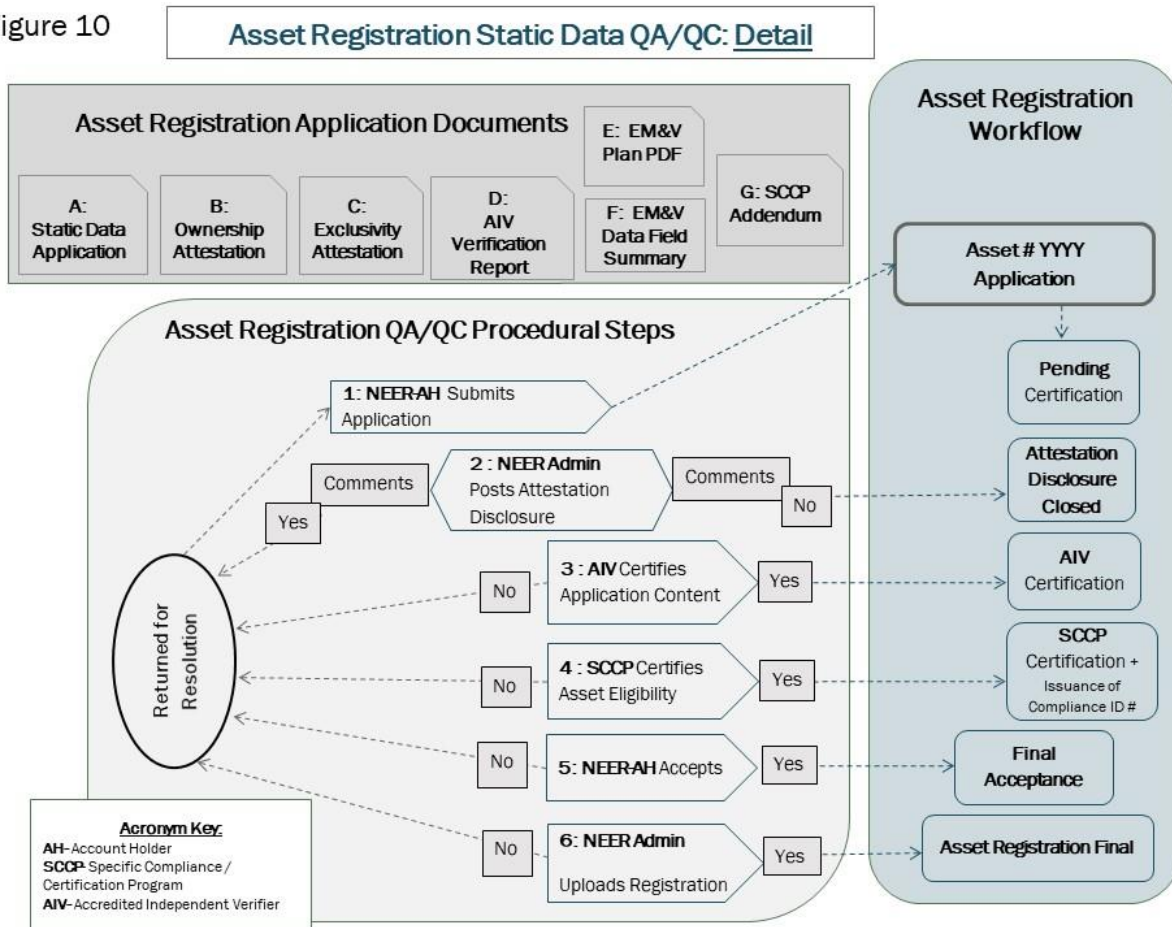 igure 10
Asset Registration Static Data QA/QC: Detail
Asset Registration Application Documents
A:
Static Data
Application
B:
Ownership
Attestation
C:
Exclusivity
Attestation
D:
AIV
Verification
Report
E: EM&V
Plan PDF
F: EM&V
Data Field
Summary
G: SCCP
Addendum
Asset Registration QA/QC Procedural Steps
1: NEER-AH Submits
Application
2 : NEER Admin
Posts Attestation
Disclosure
Comments
Yes
Comments
No
3 : AIV Certifies
Application Content
No
Yes
4 : SCCP Certifies
Asset Eligibility
No
Yes
5: NEER-AH Accepts
No
Yes
6: NEER Admin
Uploads Registration
No
Yes
Returned for
Resolution
Acronym Key:
AH-Account Holder
SCCP-Specific Compliance /
Certification Program
AIV-Accredited Independent Verifier
Asset Registration
Workflow
Asset # YYYY
Application
Pending
Certification
Attestation
Disclosure
Closed
AIV
Certification
SCCP
Certification +
Issuance of
Compliance ID #
Final
Acceptance
Asset Registration Final